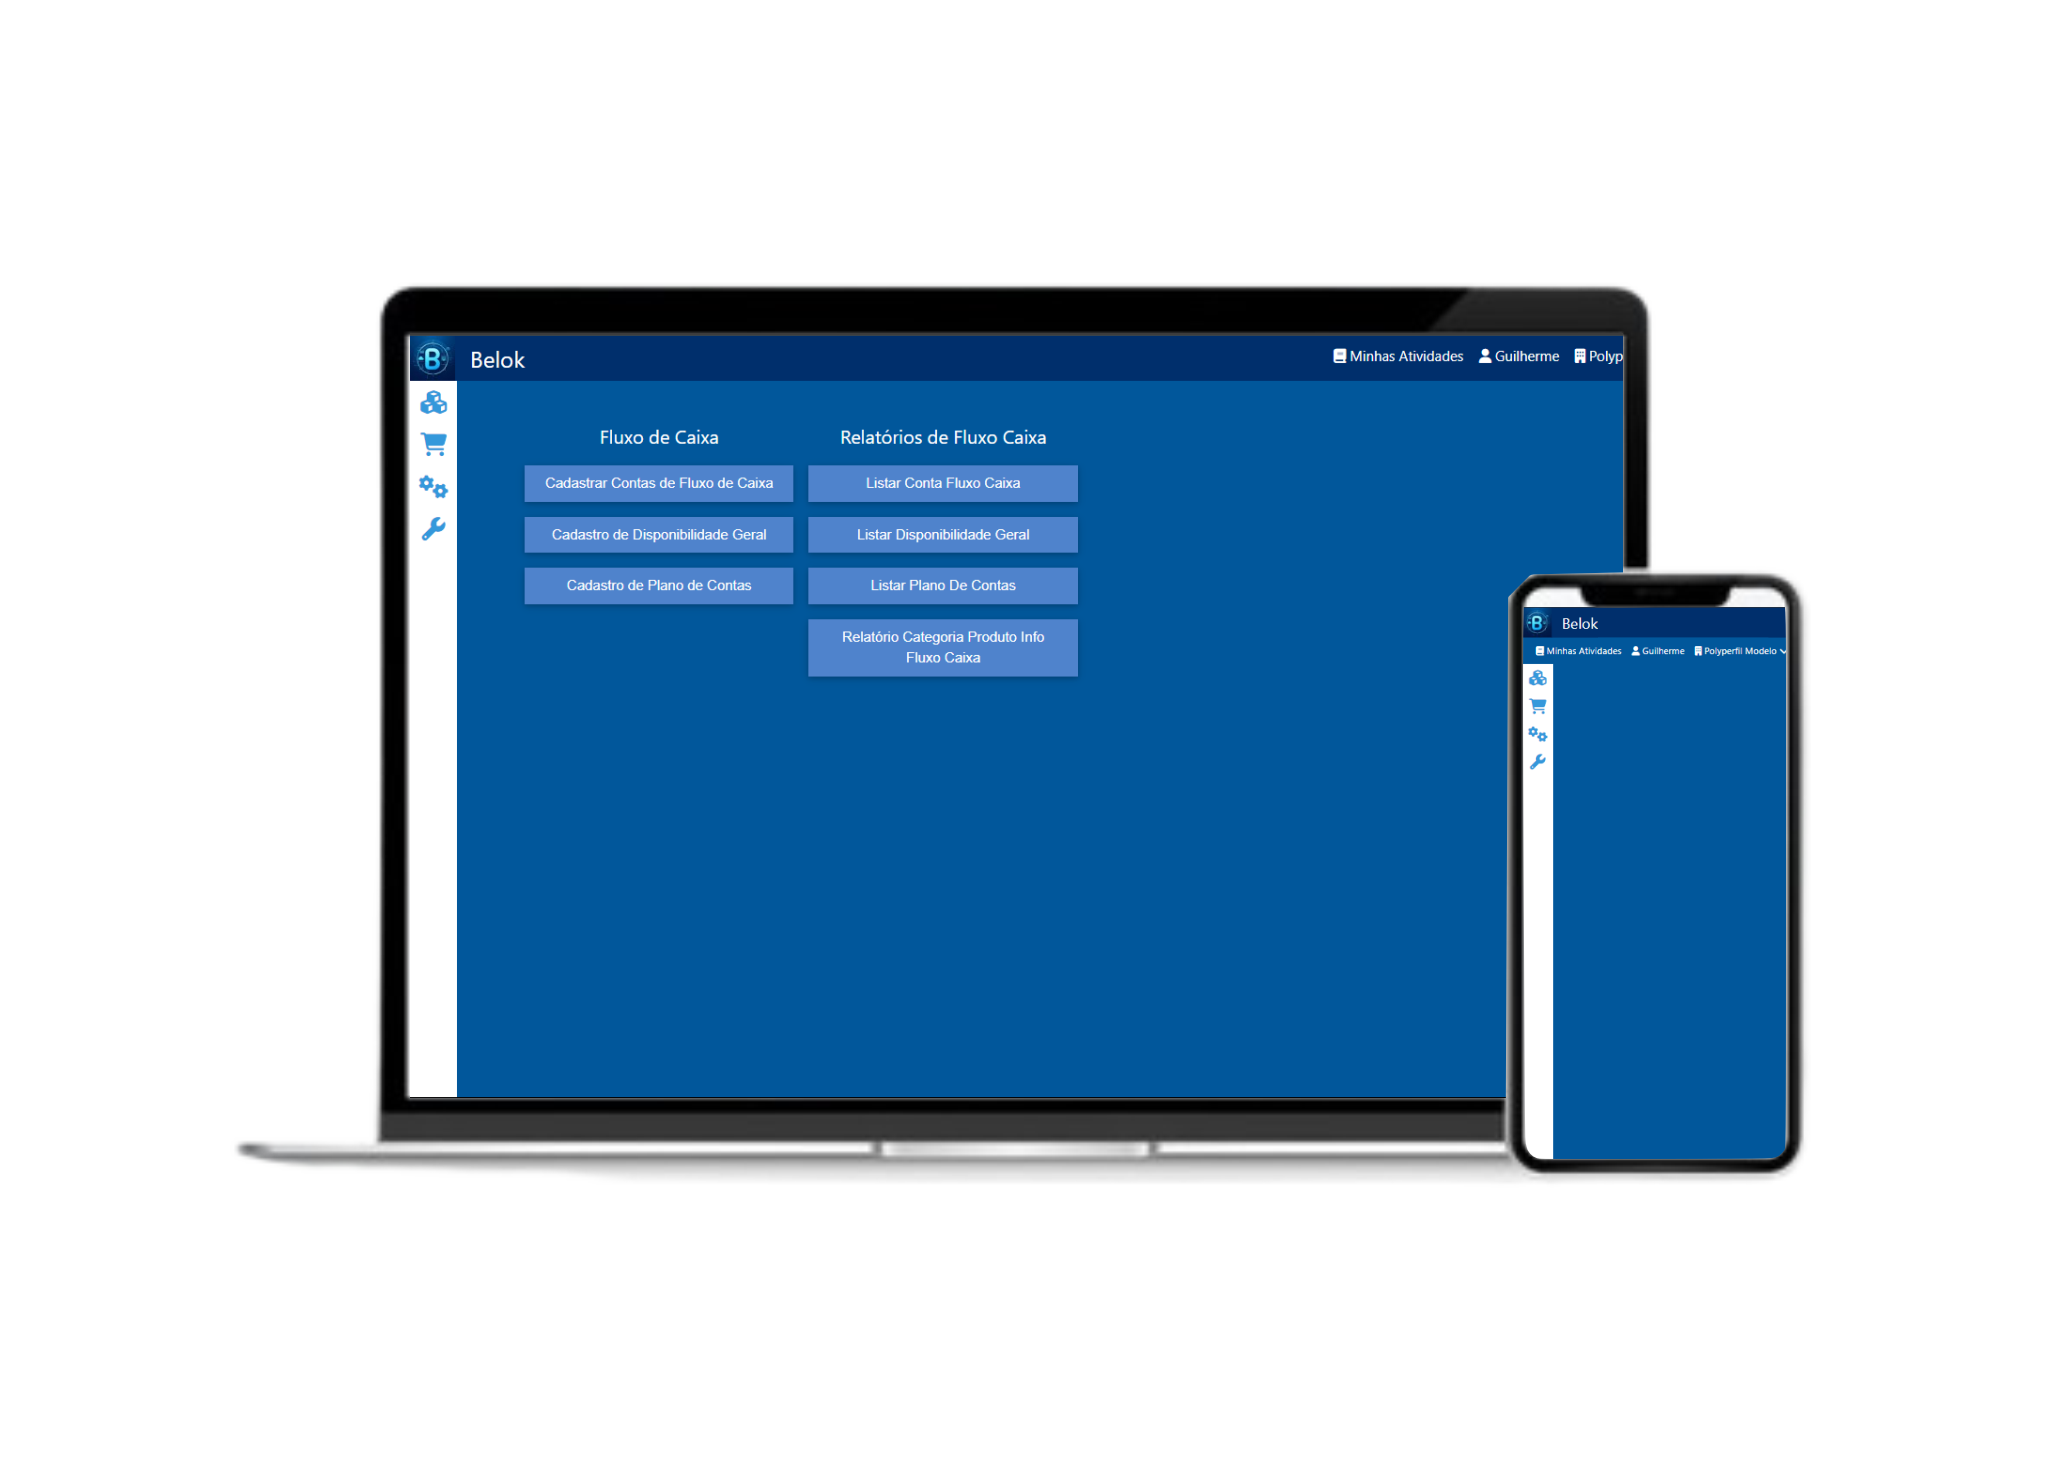 B Belok
Minhas Atividades Guilherme Polyp
Fluxo de Caixa
Cadastrar Contas de Fluxo de Caixa
Cadastro de Disponibilidade Geral
Cadastro de Plano de Contas
Relatórios de Fluxo Caixa
Listar Conta Fluxo Caixa
Listar Disponibilidade Geral
Listar Plano De Contas
Relatório Categoria Produto Info
Fluxo Caixa
B Belok
Minhas Atividades Guilherme Polyperfil Modelo